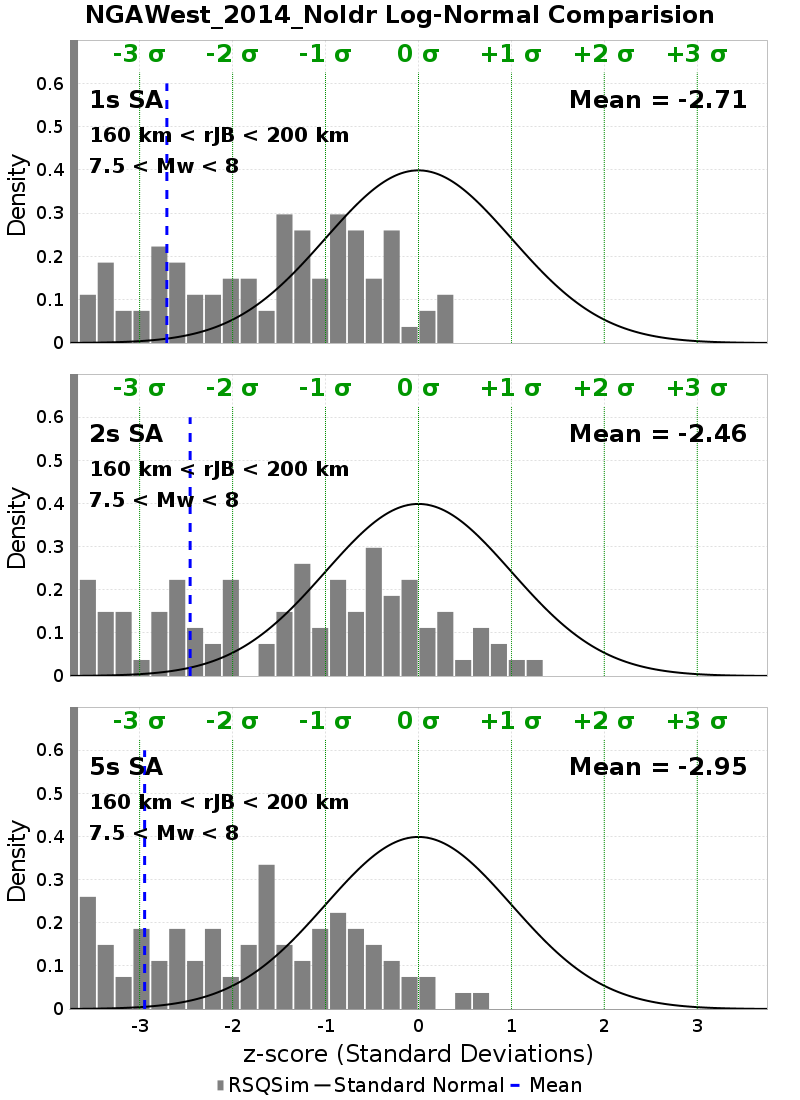 NGAWest_2014_NoIdr Log-Normal Comparision
-3 σ -2 σ -1 σ 0 σ +1 σ +2 σ +3 σ
1s SA
Mean = -2.71
160 km < rJB < 200 km
7.5 < Mw < 8
Density
0.6
0.5
0.4
0.3
0.2
0.1
0
-3 σ -2 σ -1 σ 0 σ +1 σ +2 σ +3 σ
2s SA
Mean = -2.46
160 km < rJB < 200 km
7.5 < Mw < 8
Density
0.6
0.5
0.4
0.3
0.2
0.1
0
-3 σ -2 σ -1 σ 0 σ +1 σ +2 σ +3 σ
5s SA
Mean = -2.95
160 km < rJB < 200 km
7.5 < Mw < 8
Density
0.6
0.5
0.4
0.3
0.2
0.1
0
-3 -2 -1 0 1 2 3
z-score (Standard Deviations)
RSQSim Standard Normal Mean